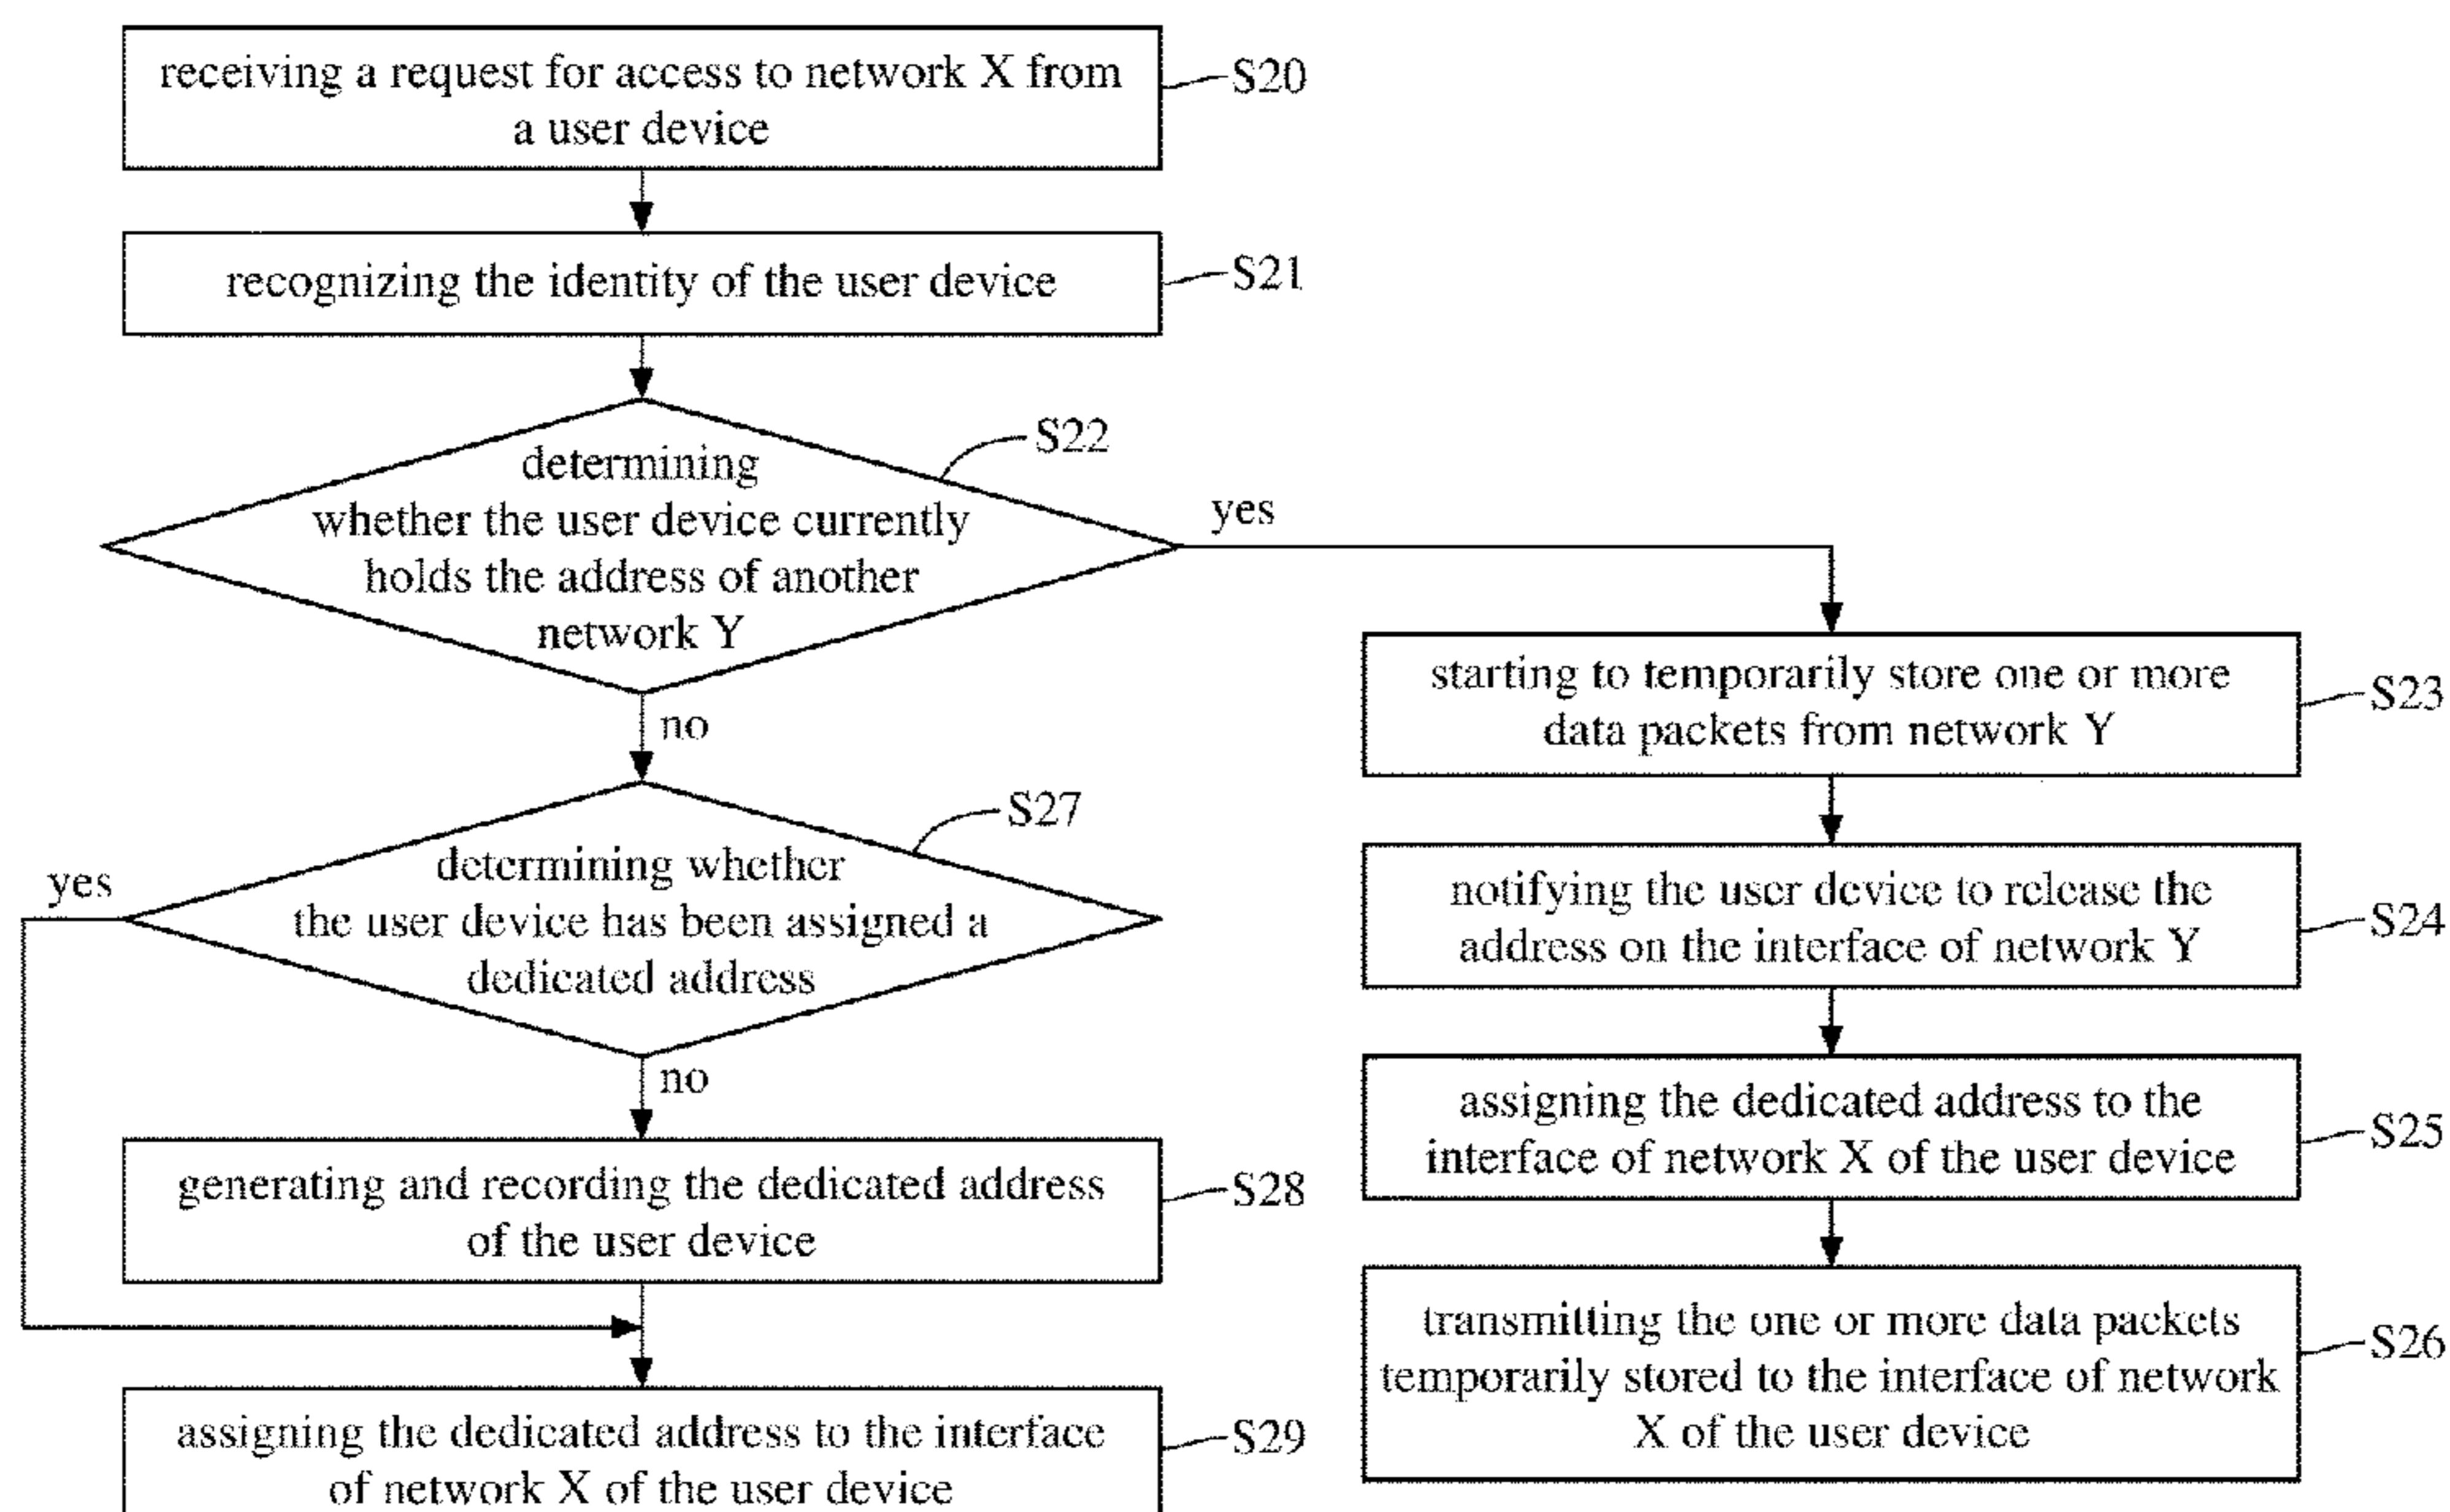 receiving a request for access to network X from
a user device
S20
recognizing the identity of the user device
S21
determining
whether the user device currently
holds the address of another
network Y
S22
yes
no
starting to temporarily store one or more
data packets from network Y
S23
notifying the user device to release the
address on the interface of network Y
S24
assigning the dedicated address to the
interface of network X of the user device
S25
transmitting the one or more data packets
temporarily stored to the interface of network
X of the user device
S26
determining whether
the user device has been assigned a
dedicated address
S27
yes
no
generating and recording the dedicated address
of the user device
S28
assigning the dedicated address to the interface
of network X of the user device
S29